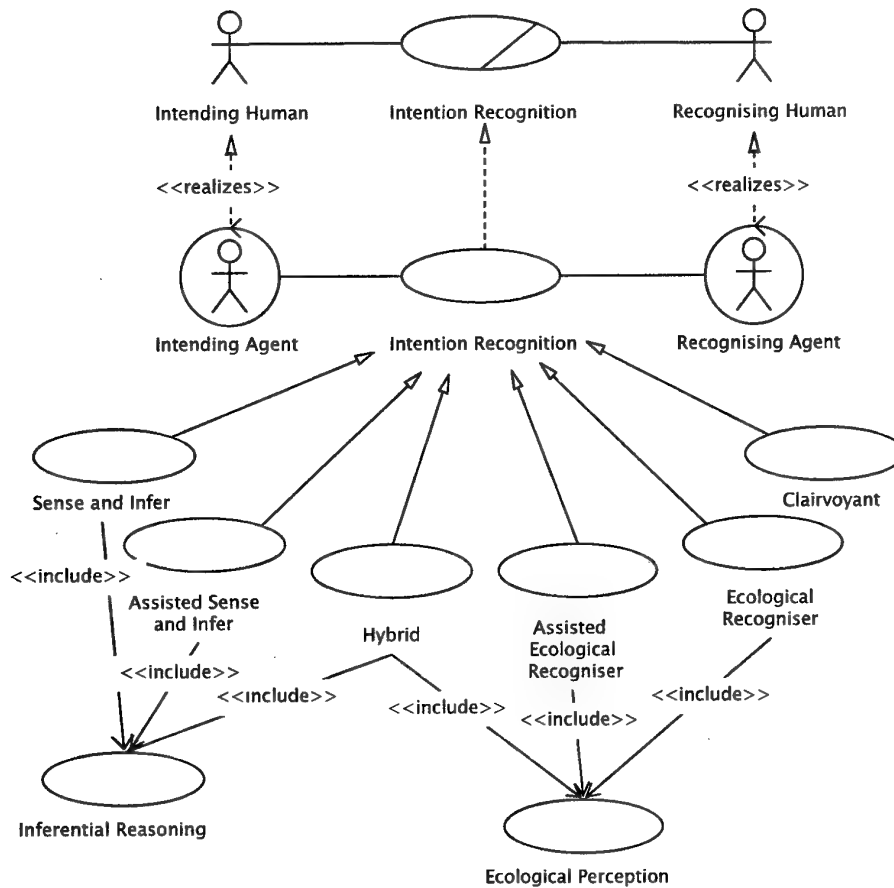 Intending Human
Intention Recognition
Recognising Human
<<realizes>>
<<realizes>>
Intending Agent
Intention Recognition
Recognising Agent
Sense and Infer
Clairvoyant
<<include>>
Assisted Sense
and Infer
Hybrid
Assisted
Ecological
Recogniser
Ecological
Recogniser
<<include>>
<<include>>
<<include>>
<<include>>
<<include>>
Inferential Reasoning
Ecological Perception